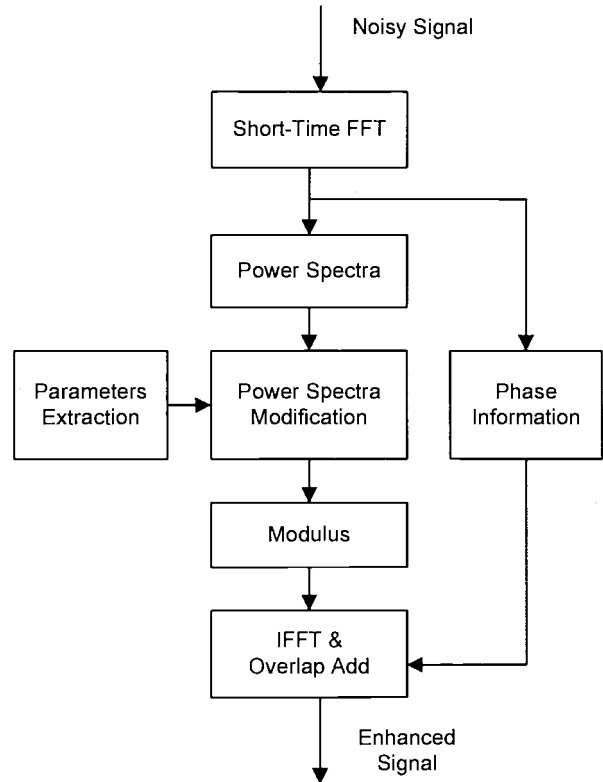 Noisy Signal
Short-Time FFT
Power Spectra
Parameters
Extraction
Power Spectra
Modification
Phase
Information
Modulus
IFFT &
Overlap Add
Enhanced
Signal